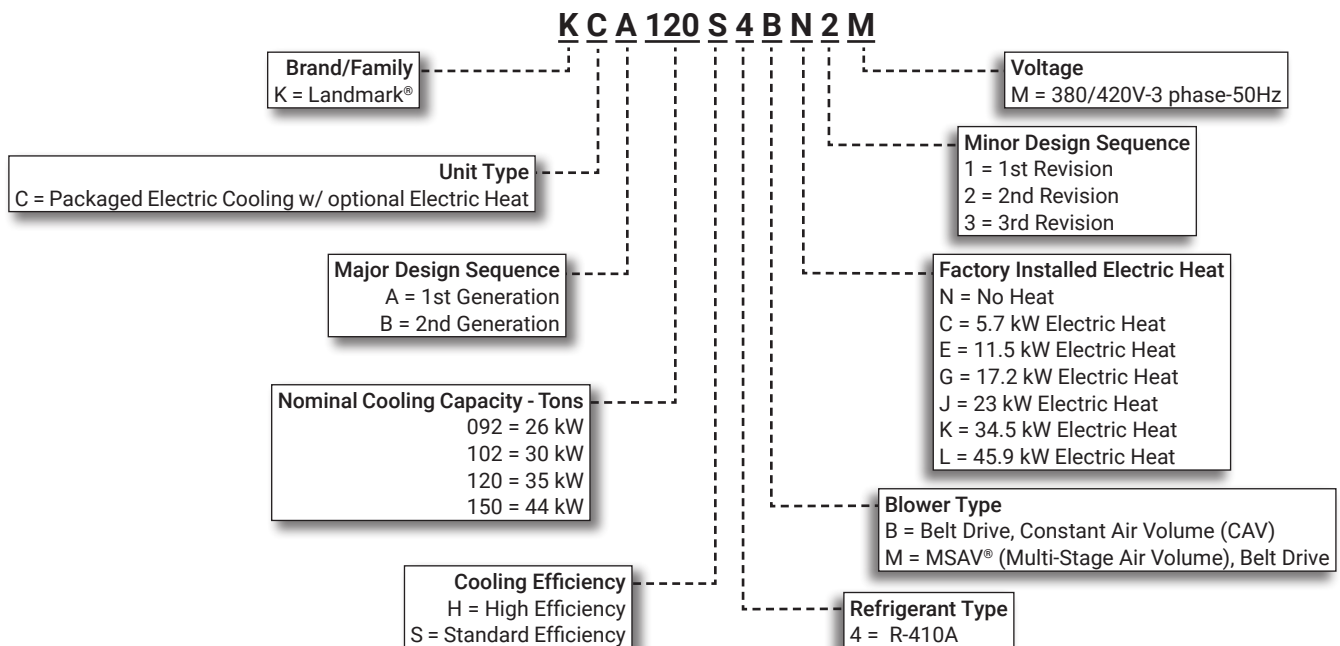 K C A 120 S 4 B N 2 M
Brand/Family
K = Landmark®
Voltage
M = 380/420V-3 phase-50Hz
Unit Type
C = Packaged Electric Cooling w/ optional Electric Heat
Minor Design Sequence
1 = 1st Revision
2 = 2nd Revision
3 = 3rd Revision
Major Design Sequence
A = 1st Generation
B = 2nd Generation
Factory Installed Electric Heat
N = No Heat
C = 5.7 kW Electric Heat
E = 11.5 kW Electric Heat
G = 17.2 kW Electric Heat
J = 23 kW Electric Heat
K = 34.5 kW Electric Heat
L = 45.9 kW Electric Heat
Nominal Cooling Capacity - Tons
092 = 26 kW
102 = 30 kW
120 = 35 kW
150 = 44 kW
Blower Type
B = Belt Drive, Constant Air Volume (CAV)
M = MSAV® (Multi-Stage Air Volume), Belt Drive
Cooling Efficiency
H = High Efficiency
S = Standard Efficiency
Refrigerant Type
4 = R-410A